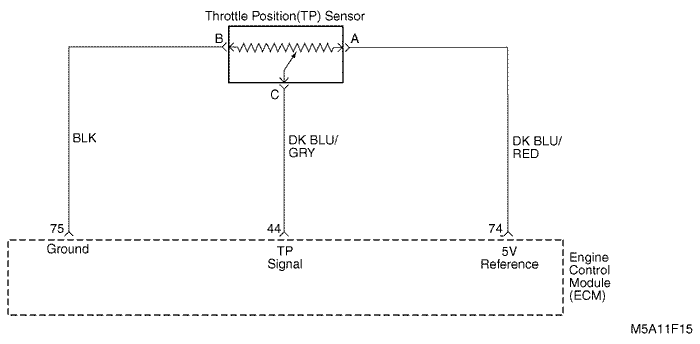 Throttle Position(TP) Sensor
B
A
C
BLK
DK BLU/
GRY
DK BLU/
RED
75
44
74
Ground
TP
Signal
5V
Reference
Engine
Control
Module
(ECM)
M5A11F15